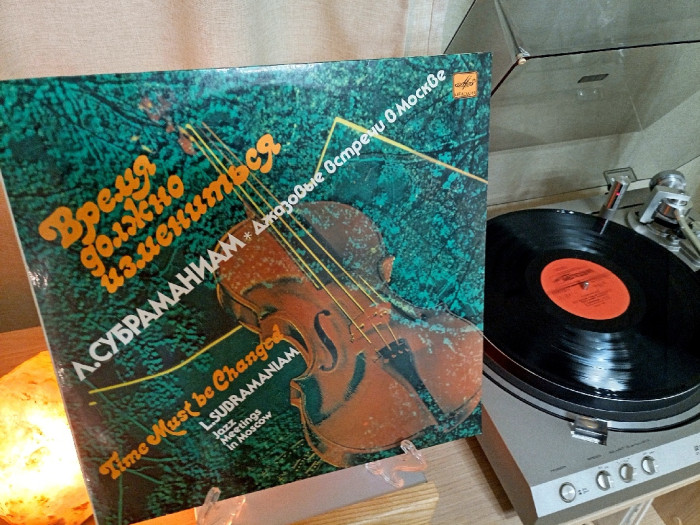 Время
должно
измениться
Л.СУБРАМАНИАМ * Джазовые встречи в Москве
Time Must be Changed
L.SUBRAMANIAM
Jazz
Meetings
in Moscow